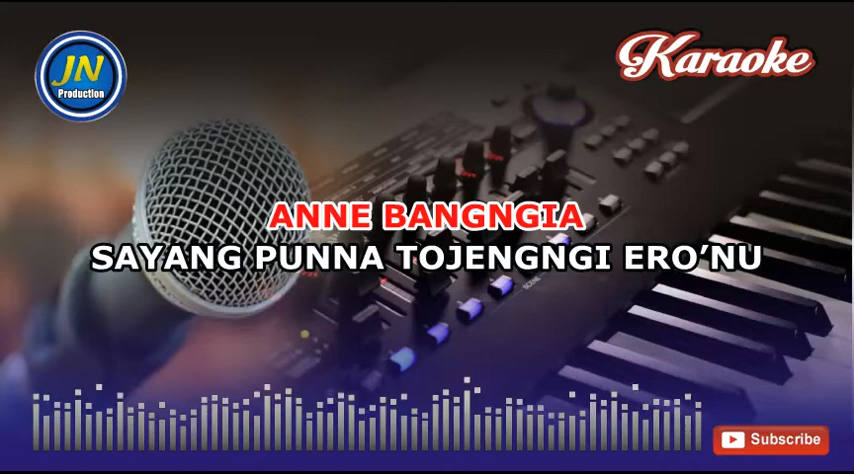 JN
Production
Karaoke
ANNE BANGNGIA
SAYANG PUNNA TOJENGNGI ERO’NU
Subscribe